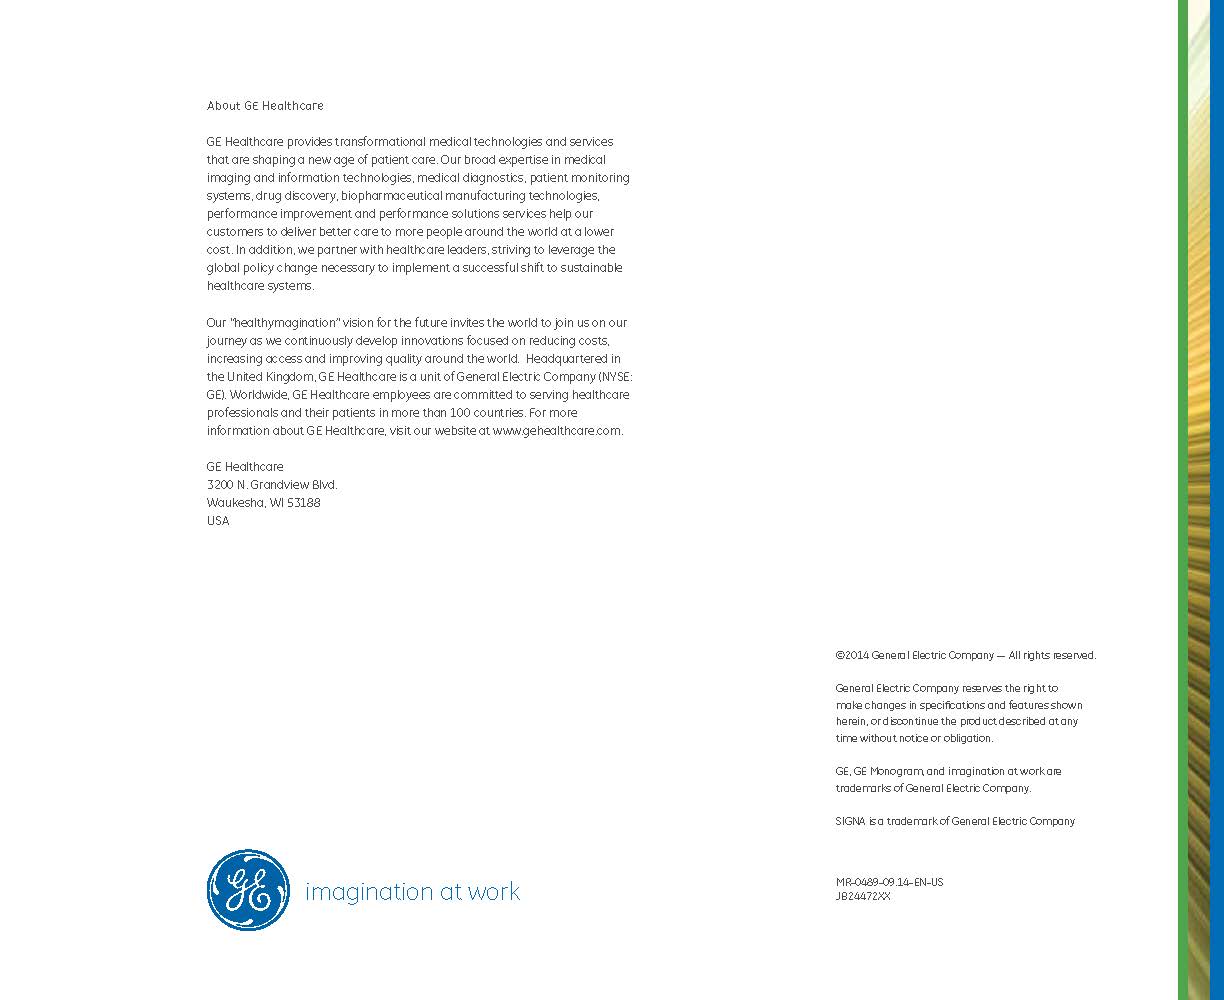 About GE Healthcare
GE Healthcare provides transformational medical technologies and services
that are shaping a new age of patient care. Our broad expertise in medical
imaging and information technologies, medical diagnostics, patient monitoring
systems, drug discovery, biopharmaceutical manufacturing technologies,
performance improvement and performance solutions services help our
customers to deliver better care to more people around the world at a lower
cost. In addition, we partner with healthcare leaders, striving to leverage the
global policy change necessary to implement a successful shift to sustainable
healthcare systems.
Our "healthymagination" vision for the future invites the world to join us on our
journey as we continuously develop innovations focused on reducing costs,
increasing access and improving quality around the world. Headquartered in
the United Kingdom, GE Healthcare is a unit of General Electric Company (NYSE:
GE). Worldwide, GE Healthcare employees are committed to serving healthcare
professionals and their patients in more than 100 countries. For more
information about GE Healthcare, visit our website at www.gehealthcare.com.
GE Healthcare
3200 N. Grandview Blvd.
Waukesha, WI 53188
USA
©2014 General Electric Company — All rights reserved.
General Electric Company reserves the right to
make changes in specifications and features shown
herein, or discontinue the product described at any
time without notice or obligation.
GE, GE Monogram, and imagination at work are
trademarks of General Electric Company.
SIGNA is a trademark of General Electric Company
MR-0489-09.14-EN-US
JB24472XX
GE
imagination at work